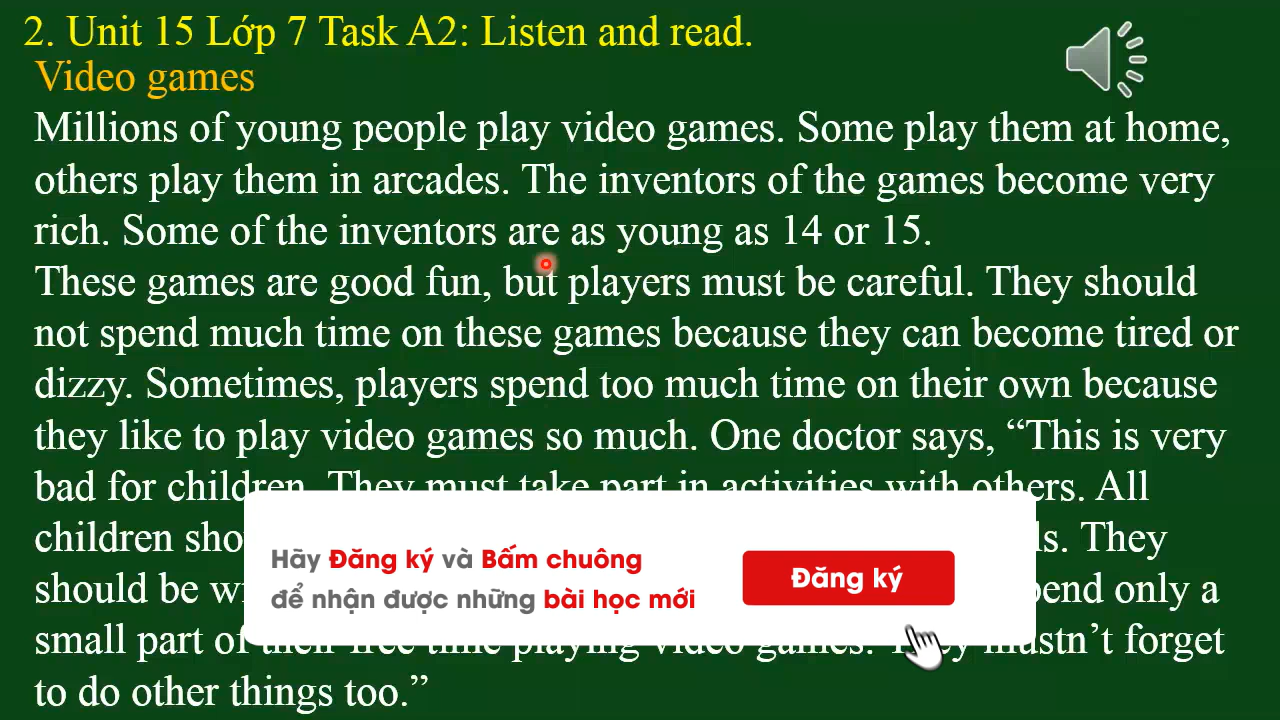 2. Unit 15 Lớp 7 Task A2: Listen and read.
Video games
Millions of young people play video games. Some play them at home,
others play them in arcades. The inventors of the games become very
rich. Some of the inventors are as young as 14 or 15.
These games are good fun, but players must be careful. They should
not spend much time on these games because they can become tired or
dizzy. Sometimes, players spend too much time on their own because
they like to play video games so much. One doctor says, “This is very
bad for children. They must take part in activities with others. All
children They
should be only a
small part of their free time playing video games. They mustn’t forget
to do other things too.”
Hãy Đăng ký và Bấm chuông
để nhận được những bài học mới
Đăng ký